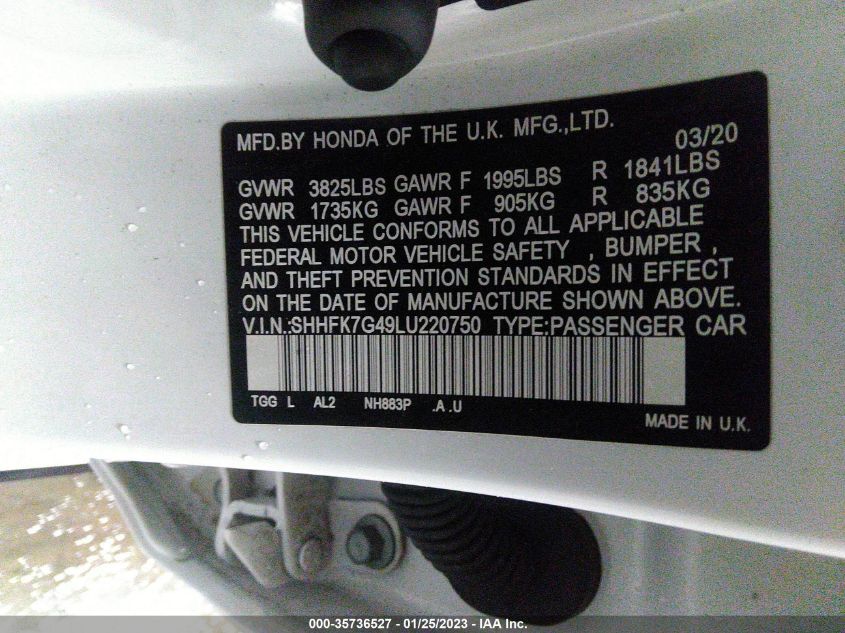 MFD.BY HONDA OF THE U.K. MFG.,LTD. 03/20
GVWR 3825LBS GAWR F 1995LBS R 1841LBS
GVWR 1735KG GAWR F 905KG R 835KG
THIS VEHICLE CONFORMS TO ALL APPLICABLE
FEDERAL MOTOR VEHICLE SAFETY , BUMPER ,
AND THEFT PREVENTION STANDARDS IN EFFECT
ON THE DATE OF MANUFACTURE SHOWN ABOVE.
V.I.N.:SHHFK7G49LU220750 TYPE:PASSENGER CAR
TGG L AL2 NH883P .A .U
MADE IN U.K.
000-35736527 - 01/25/2023 - IAA Inc.